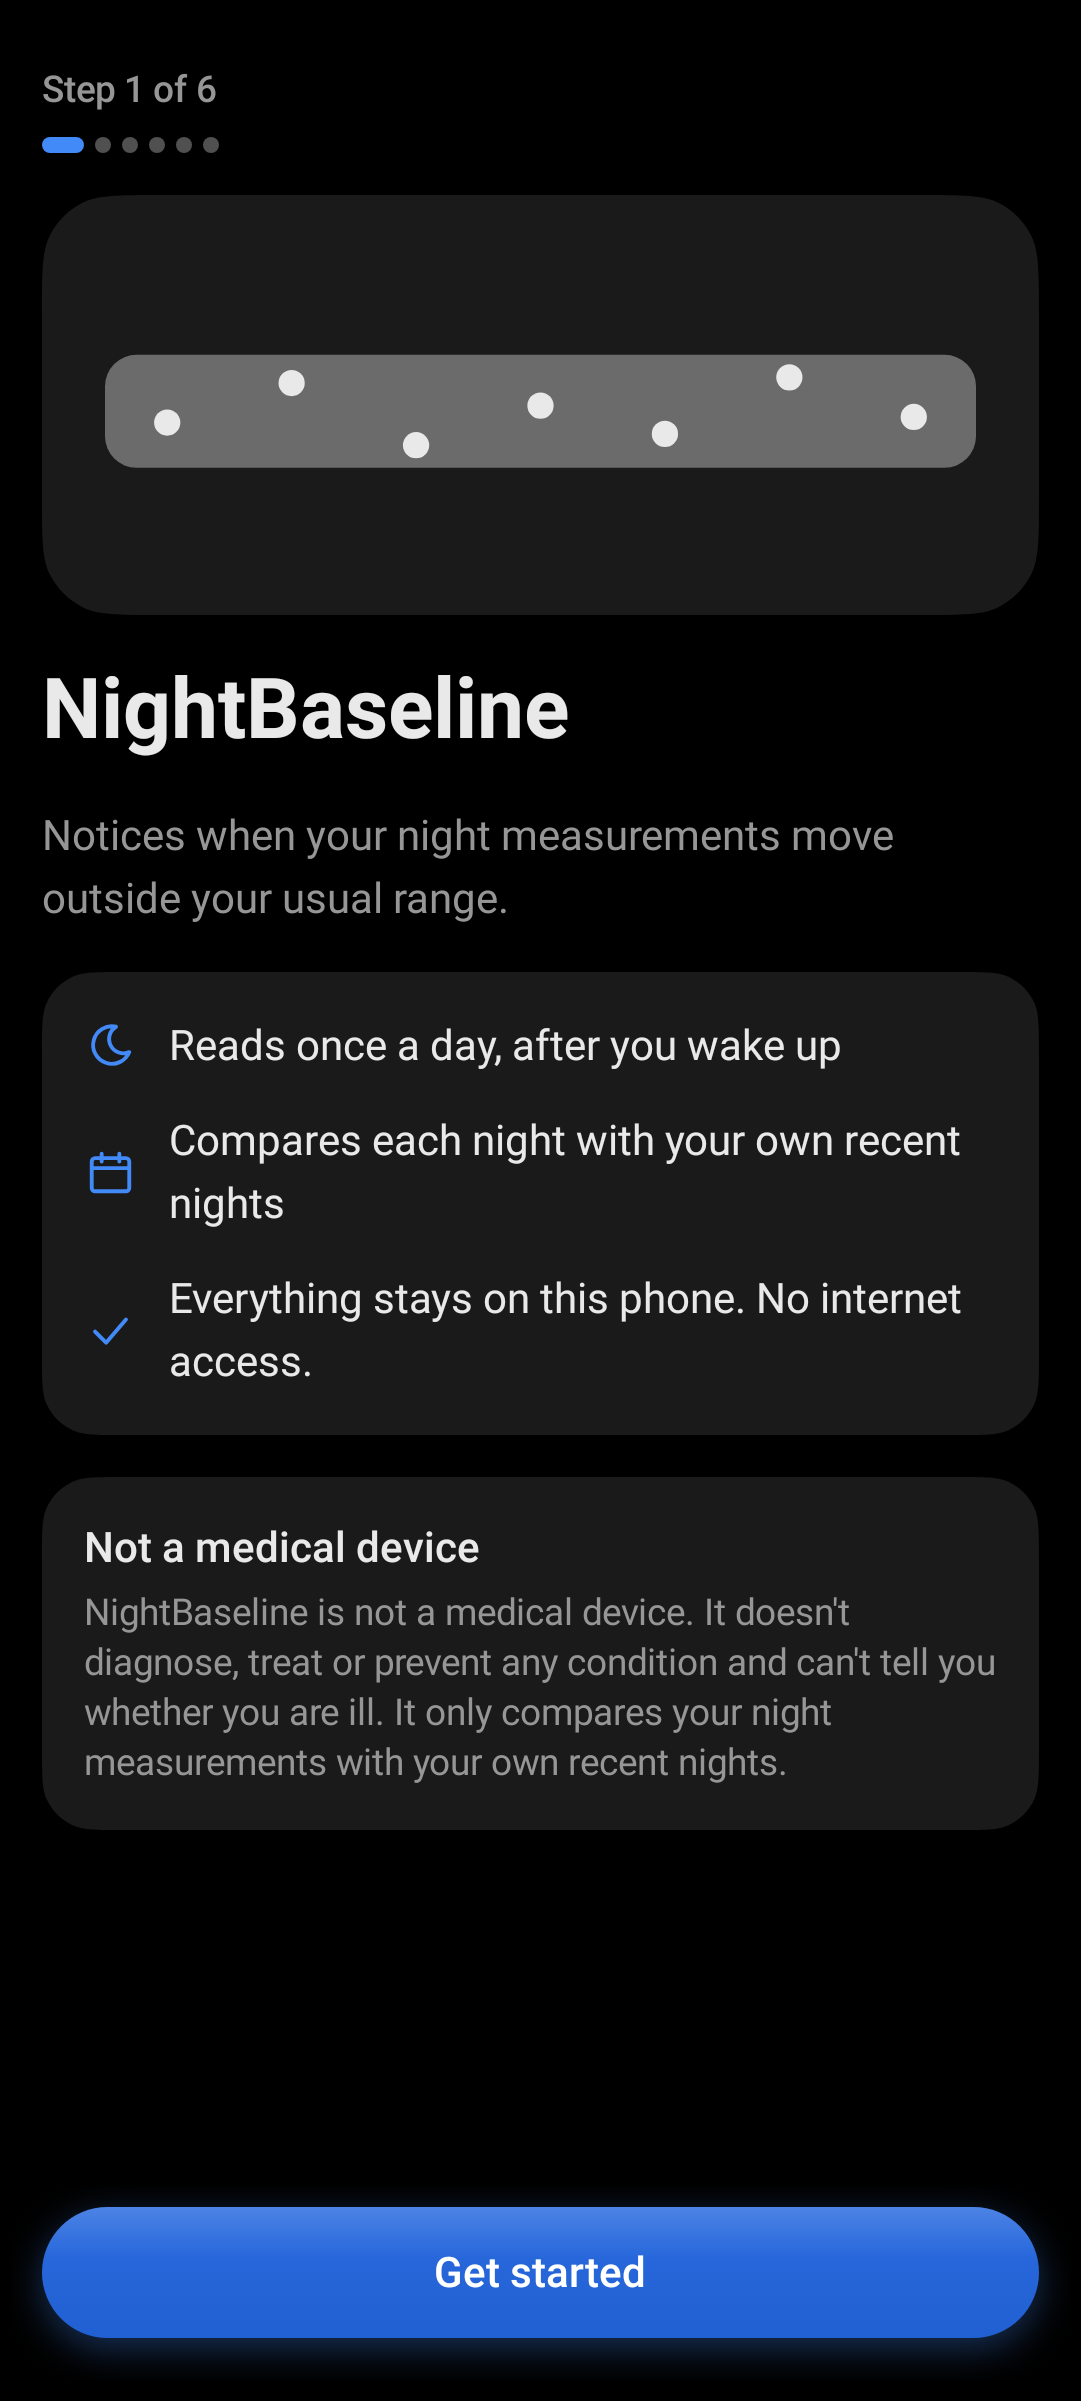 Step 1 of 6
NightBaseline
Notices when your night measurements move
outside your usual range.
Reads once a day, after you wake up
Compares each night with your own recent
nights
Everything stays on this phone. No internet
access.
Not a medical device
NightBaseline is not a medical device. It doesn't
diagnose, treat or prevent any condition and can't tell you
whether you are ill. It only compares your night
measurements with your own recent nights.
Get started